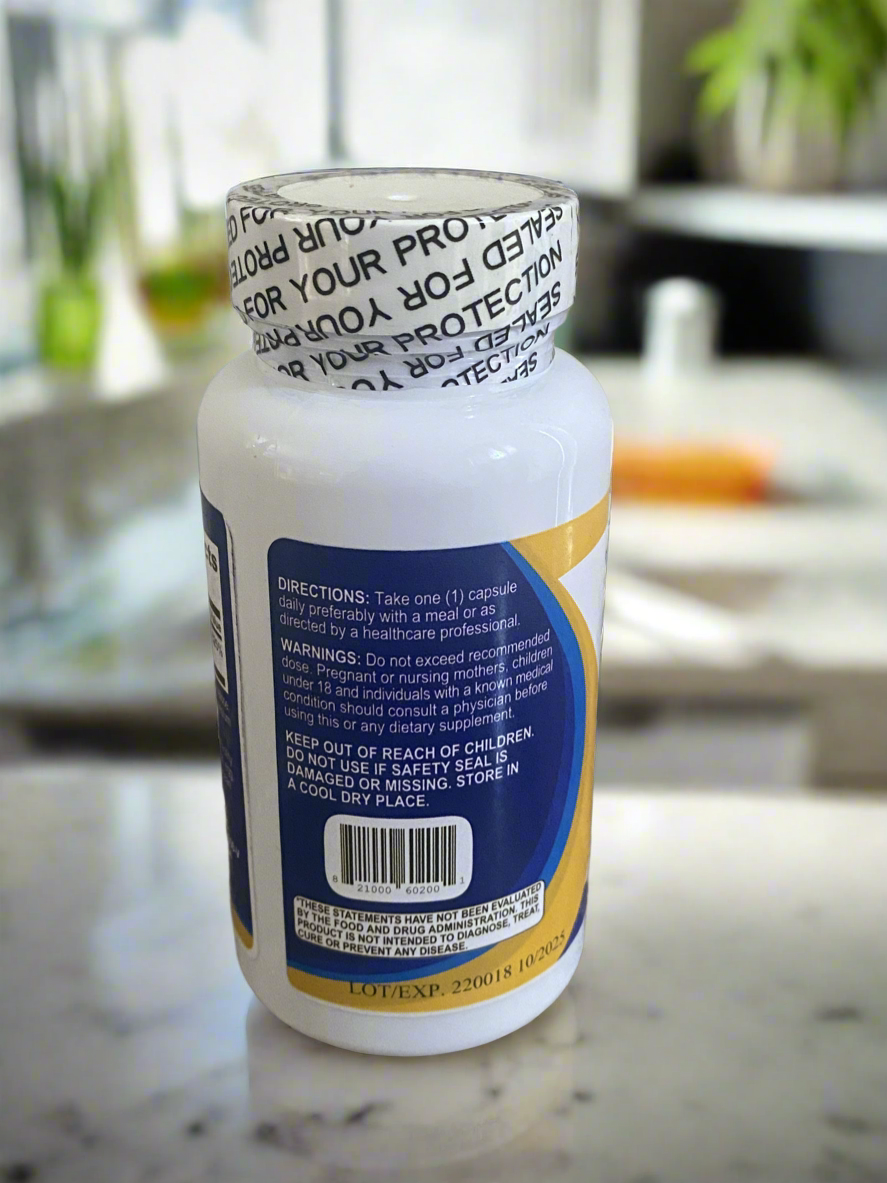 FOR YOUR PROTECTION
SEALED FOR YOUR
DIRECTIONS: Take one (1) capsule
daily preferably with a meal or as
directed by a healthcare professional.
WARNINGS: Do not exceed recommended
dose. Pregnant or nursing mothers, children
under 18 and individuals with a known medical
condition should consult a physician before
using this or any dietary supplement.
KEEP OUT OF REACH OF CHILDREN.
DO NOT USE IF SAFETY SEAL IS
DAMAGED OR MISSING. STORE IN
A COOL DRY PLACE.
8 21000 60200 1
*THESE STATEMENTS HAVE NOT BEEN EVALUATED
BY THE FOOD AND DRUG ADMINISTRATION. THIS
PRODUCT IS NOT INTENDED TO DIAGNOSE, TREAT,
CURE OR PREVENT ANY DISEASE.
LOT/EXP. 220018 10/2025